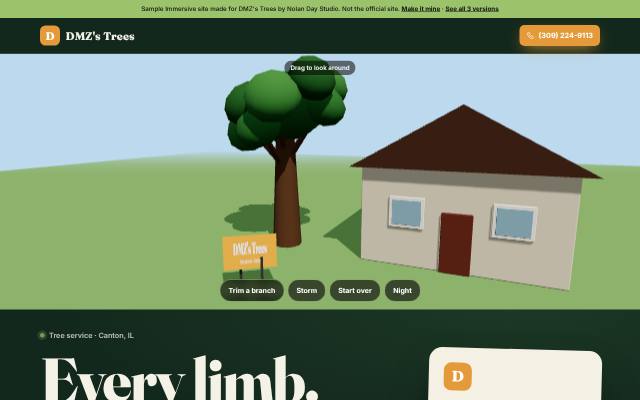 Sample Immersive site made for DMZ's Trees by Nolan Day Studio. Not the official site. Make it mine · See all 3 versions
D DMZ's Trees
(309) 224-9113
Drag to look around
DMZ's Trees
Trim a branch Storm Start over Night
Tree service · Canton, IL
Every limb.
D